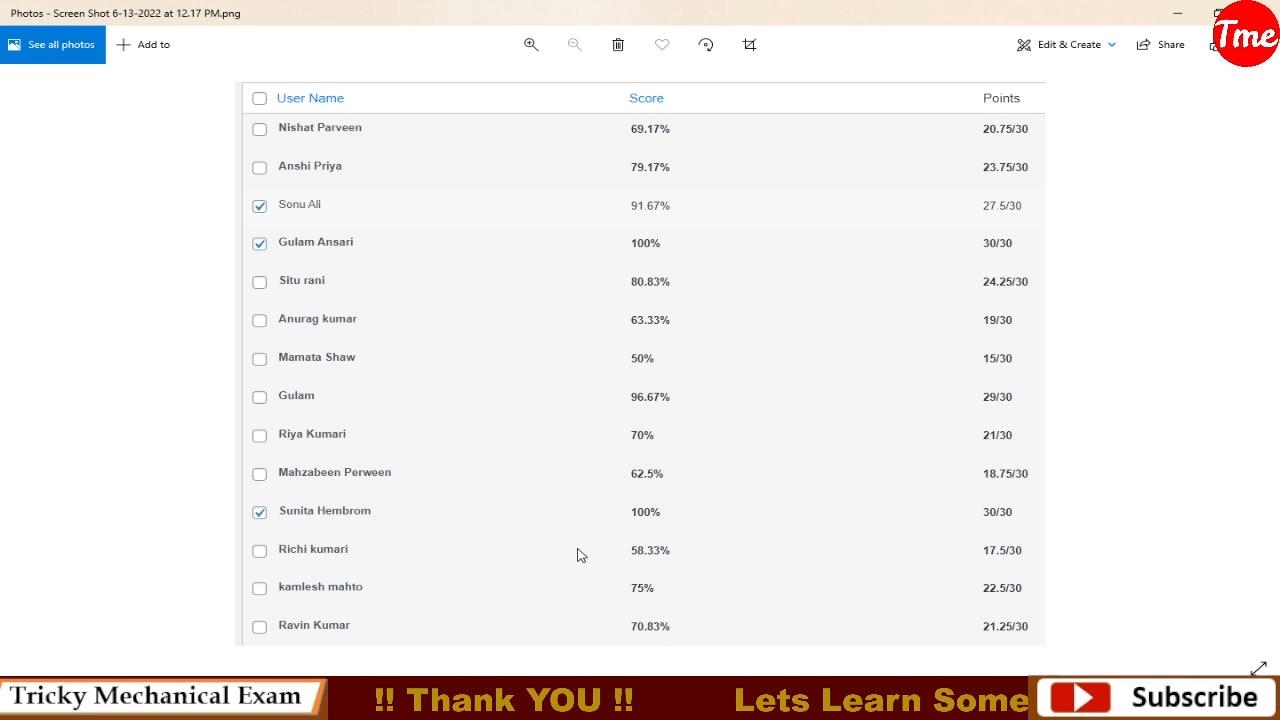 Photos - Screen Shot 6-13-2022 at 12.17 PM.png
See all photos Add to Edit & Create Share
Tme
User Name Score Points
Nishat Parveen 69.17% 20.75/30
Anshi Priya 79.17% 23.75/30
Sonu Ali 91.67% 27.5/30
Gulam Ansari 100% 30/30
Situ rani 80.83% 24.25/30
Anurag kumar 63.33% 19/30
Mamata Shaw 50% 15/30
Gulam 96.67% 29/30
Riya Kumari 70% 21/30
Mahzabeen Perween 62.5% 18.75/30
Sunita Hembrom 100% 30/30
Richi kumari 58.33% 17.5/30
kamlesh mahto 75% 22.5/30
Ravin Kumar 70.83% 21.25/30
Tricky Mechanical Exam !! Thank YOU !! Lets Learn Some Subscribe